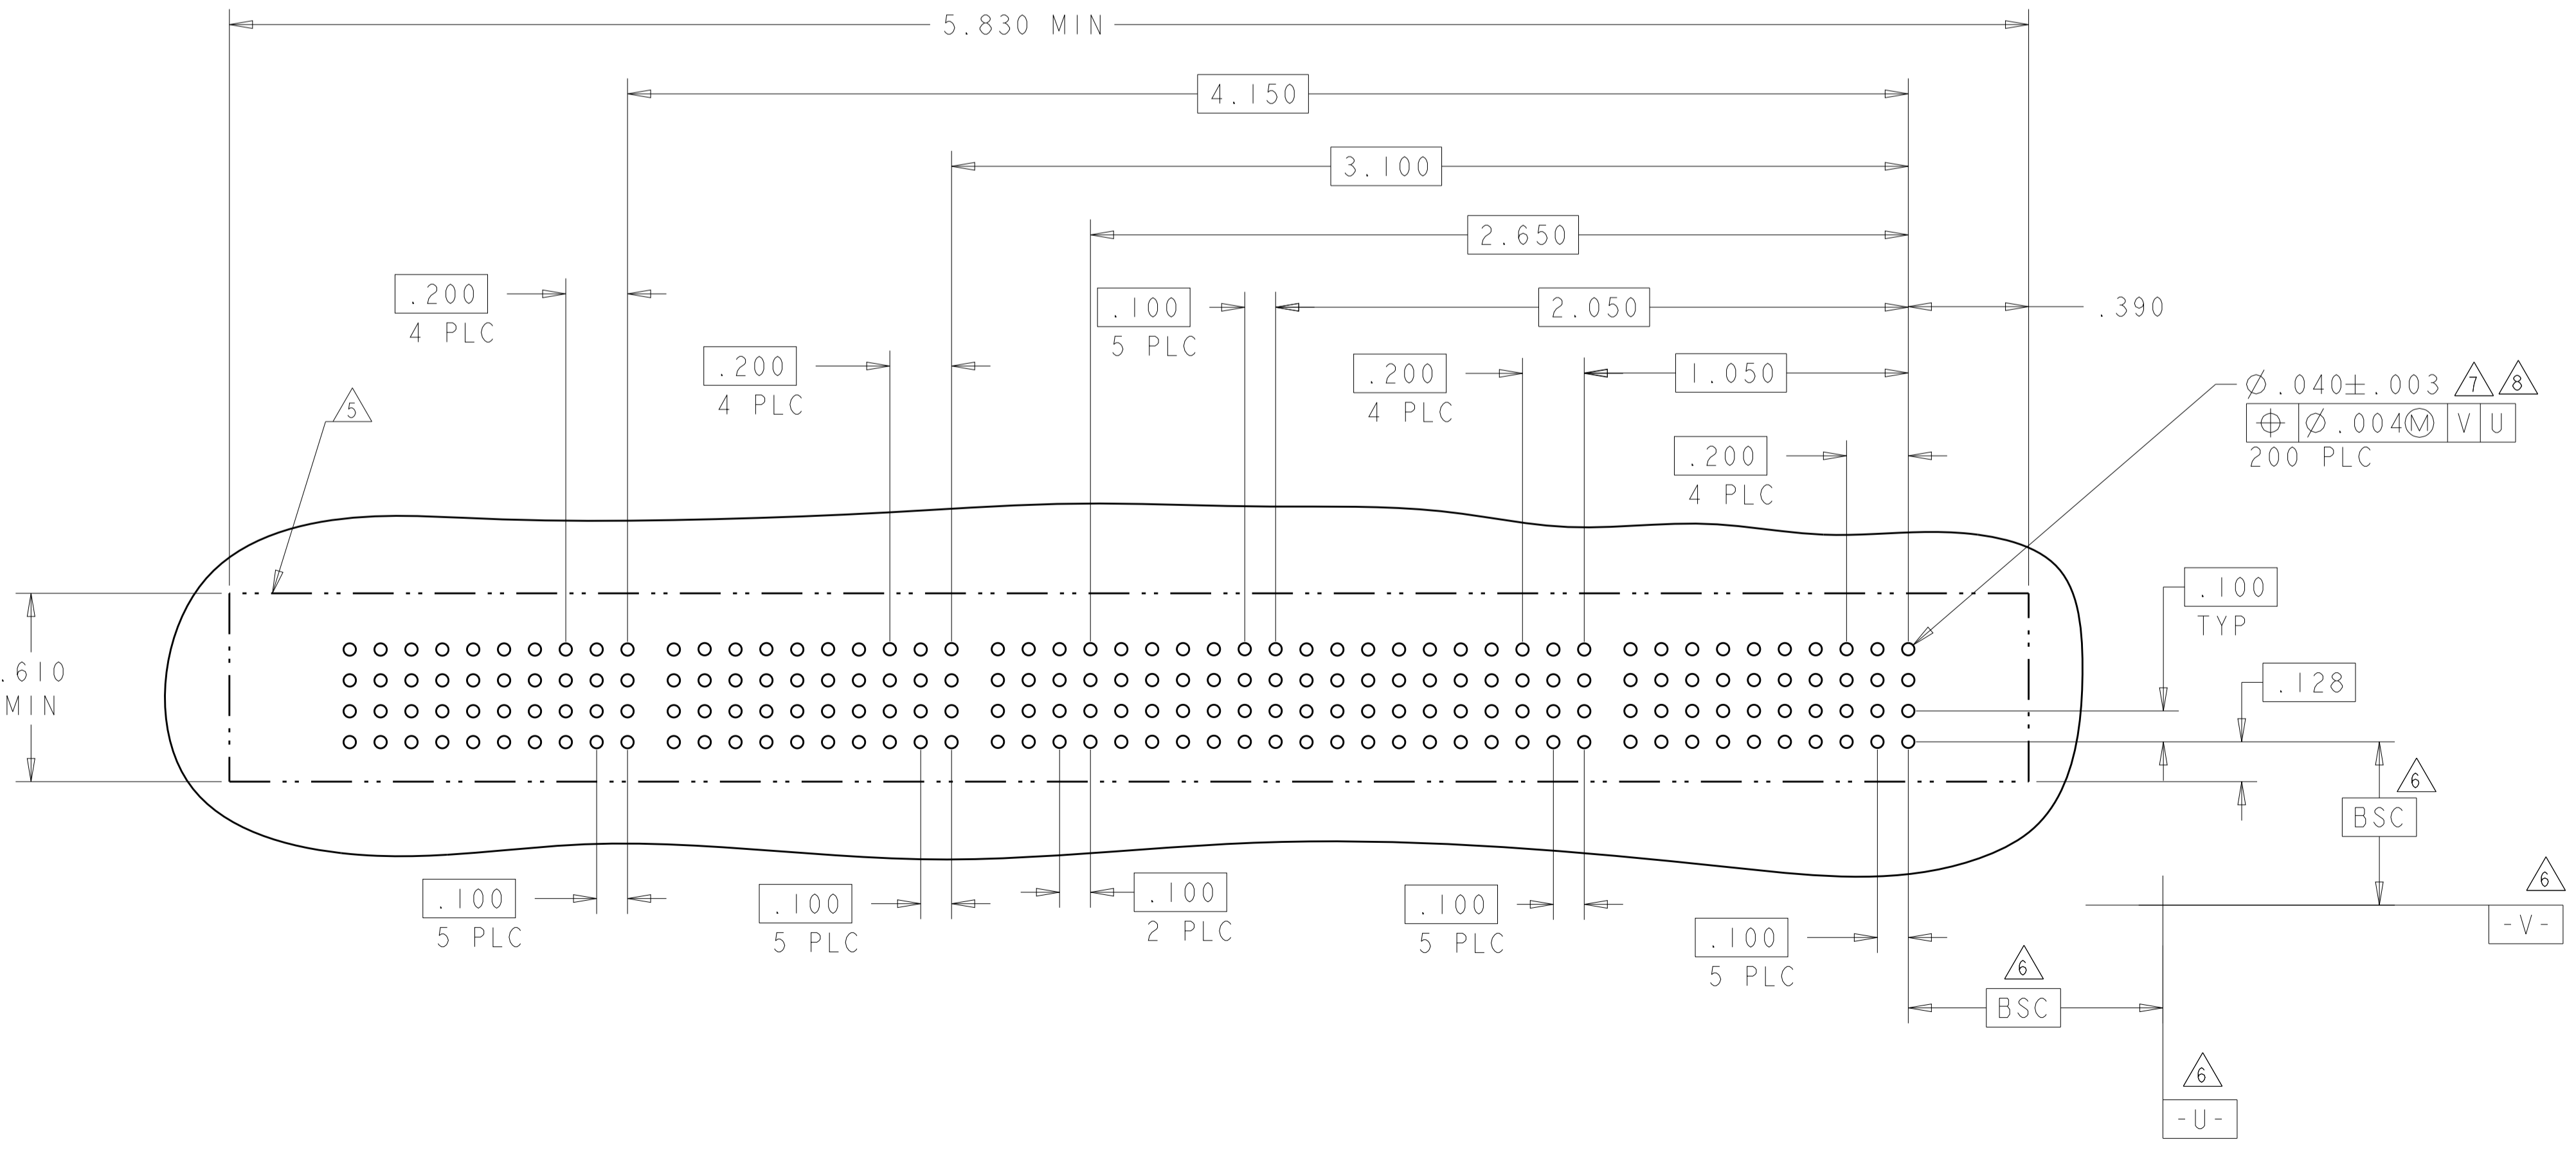 5.830 MIN
4.150
3.100
2.650
.200
4 PLC
.100
5 PLC
2.050
.390
.200
4 PLC
.200
4 PLC
1.050
⌀.040±.003 7 8
⌖ ⌀.004Ⓜ V U
200 PLC
5
.200
4 PLC
.100
TYP
.610
MIN
.128
6
BSC
6
-V-
.100
5 PLC
.100
5 PLC
.100
2 PLC
.100
5 PLC
.100
5 PLC
6
BSC
6
-U-